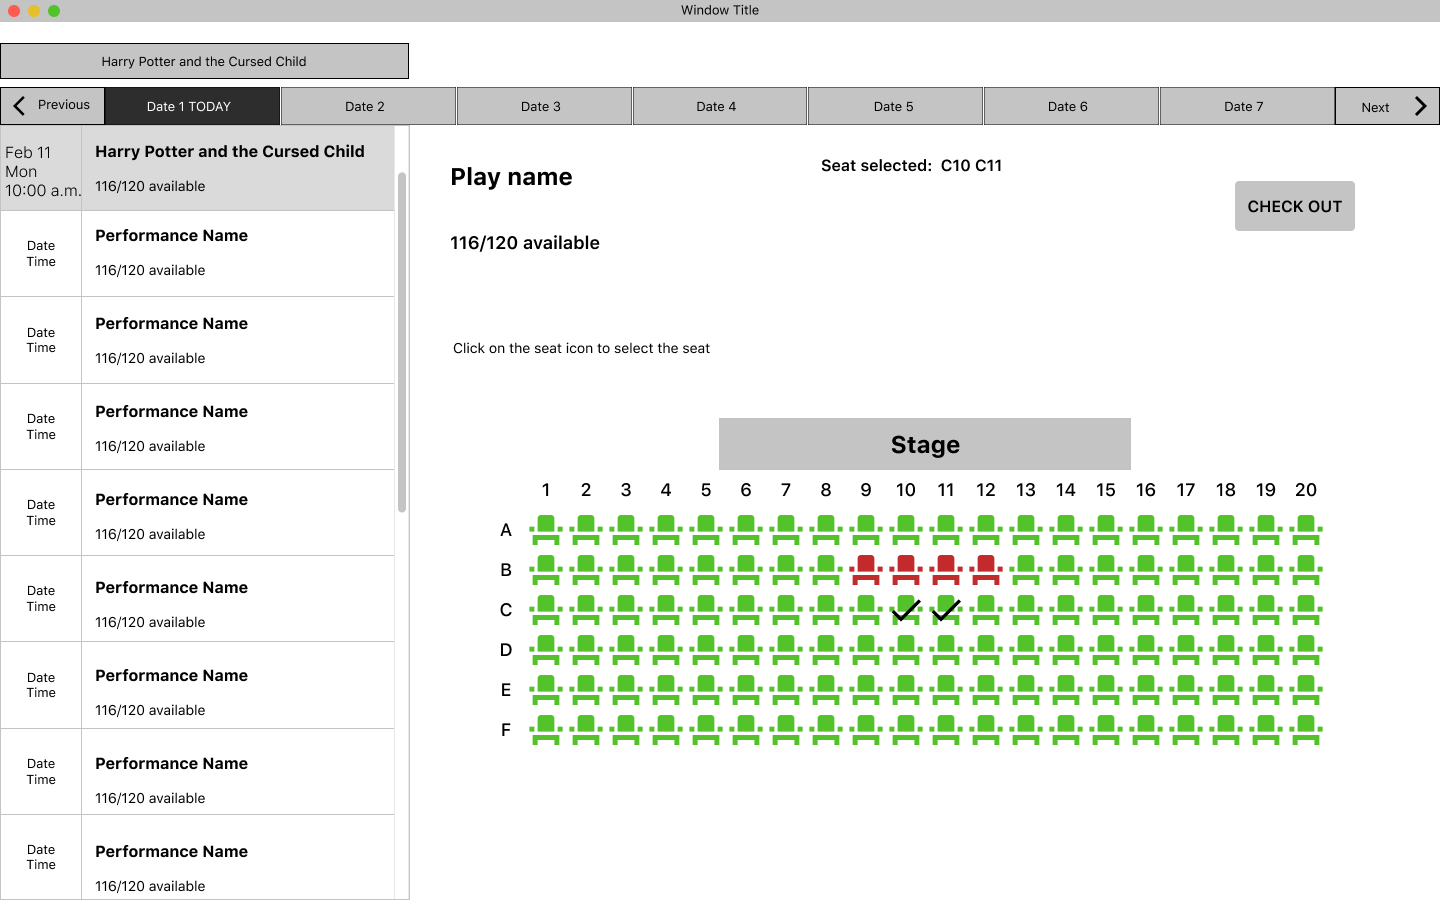 Window Title
Harry Potter and the Cursed Child
Previous
Date 1 TODAY
Date 2
Date 3
Date 4
Date 5
Date 6
Date 7
Next
Feb 11
Mon
10:00 a.m.
Harry Potter and the Cursed Child
116/120 available
Date
Time
Performance Name
116/120 available
Date
Time
Performance Name
116/120 available
Date
Time
Performance Name
116/120 available
Date
Time
Performance Name
116/120 available
Date
Time
Performance Name
116/120 available
Date
Time
Performance Name
116/120 available
Date
Time
Performance Name
116/120 available
Date
Time
Performance Name
116/120 available
Play name
Seat selected: C10 C11
CHECK OUT
116/120 available
Click on the seat icon to select the seat
Stage
1 2 3 4 5 6 7 8 9 10 11 12 13 14 15 16 17 18 19 20
A
B
C
D
E
F